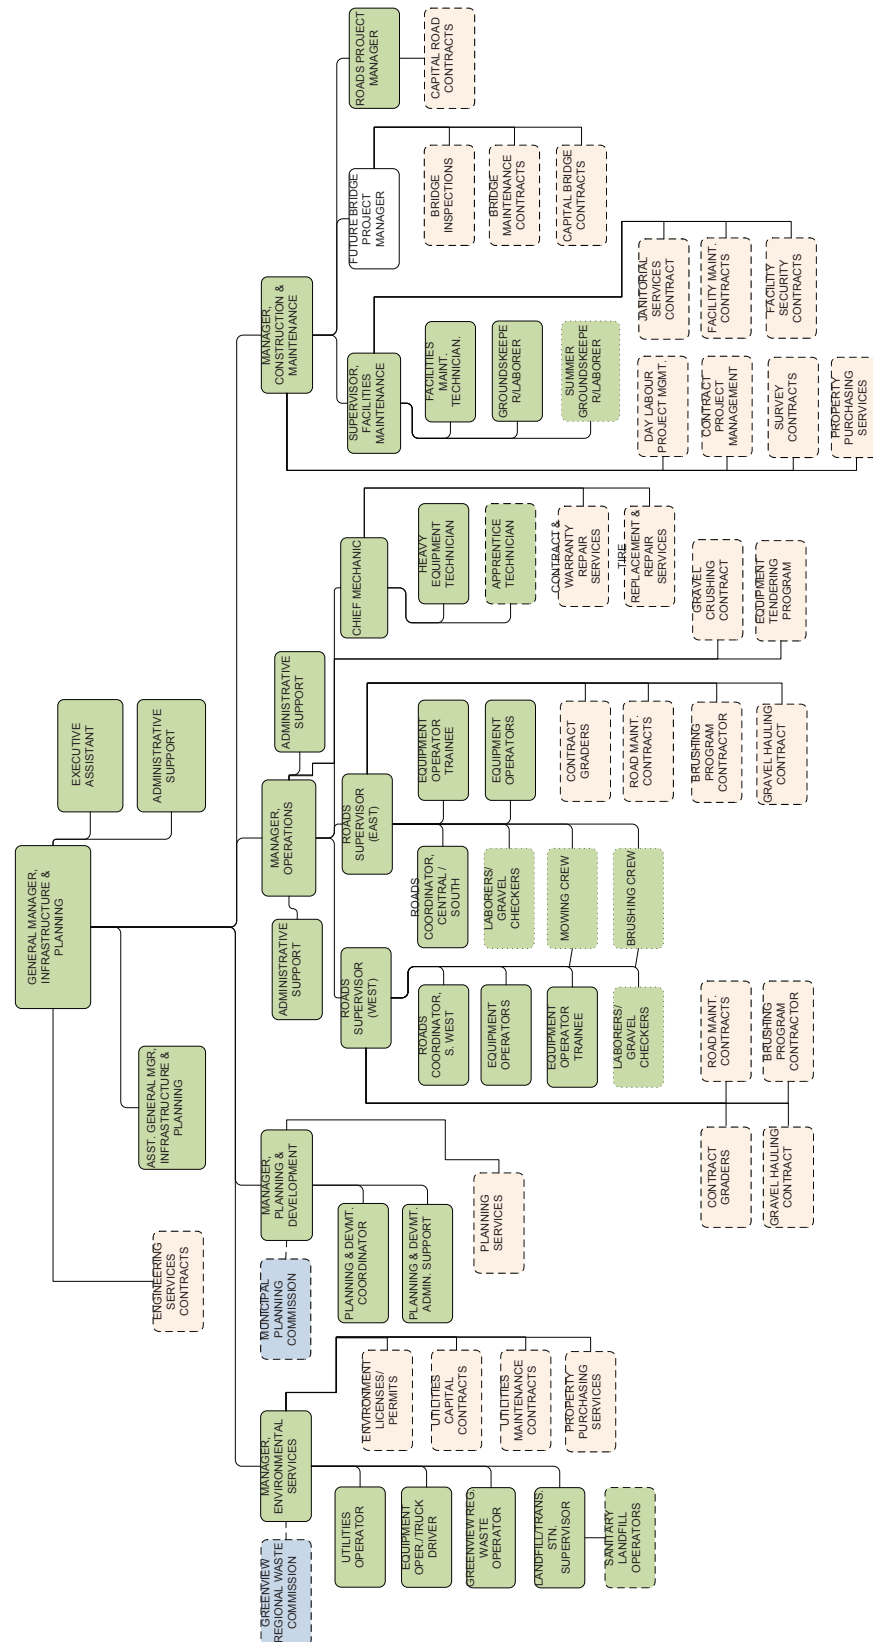 GENERAL MANAGER,
INFRASTRUCTURE &
PLANNING
EXECUTIVE
ASSISTANT
ADMINISTRATIVE
SUPPORT
ASST. GENERAL MGR,
INFRASTRUCTURE &
PLANNING
ENGINEERING
SERVICES
CONTRACTS
GREENVIEW
REGIONAL WASTE
COMMISSION
MANAGER,
ENVIRONMENTAL
SERVICES
UTILITIES
OPERATOR
EQUIPMENT
OPER./TRUCK
DRIVER
GREENVIEW REG.
WASTE
OPERATOR
LANDFILL/TRANS.
STN.
SUPERVISOR
SANITARY
LANDFILL
OPERATORS
ENVIRONMENT
LICENSES/
PERMITS
UTILITIES
CAPITAL
CONTRACTS
UTILITIES
MAINTENANCE
CONTRACTS
PROPERTY
PURCHASING
SERVICES
MUNICIPAL
PLANNING
COMMISSION
MANAGER,
PLANNING &
DEVELOPMENT
PLANNING & DEVMT.
COORDINATOR
PLANNING & DEVMT.
ADMIN. SUPPORT
PLANNING
SERVICES
ADMINISTRATIVE
SUPPORT
MANAGER,
OPERATIONS
ADMINISTRATIVE
SUPPORT
ROADS
SUPERVISOR
(WEST)
ROADS
COORDINATOR,
S. WEST
EQUIPMENT
OPERATORS
EQUIPMENT
OPERATOR
TRAINEE
LABORERS/
GRAVEL
CHECKERS
CONTRACT
GRADERS
ROAD MAINT.
CONTRACTS
GRAVEL HAULING
CONTRACT
BRUSHING
PROGRAM
CONTRACTOR
ROADS
SUPERVISOR
(EAST)
ROADS
COORDINATOR,
CENTRAL /
SOUTH
LABORERS/
GRAVEL
CHECKERS
MOWING CREW
BRUSHING CREW
EQUIPMENT
OPERATOR
TRAINEE
EQUIPMENT
OPERATORS
CONTRACT
GRADERS
ROAD MAINT.
CONTRACTS
BRUSHING
PROGRAM
CONTRACTOR
GRAVEL HAULING
CONTRACT
CHIEF MECHANIC
HEAVY
EQUIPMENT
TECHNICIAN
APPRENTICE
TECHNICIAN
CONTRACT &
WARRANTY
REPAIR
SERVICES
TIRE
REPLACEMENT &
REPAIR
SERVICES
GRAVEL
CRUSHING
CONTRACT
EQUIPMENT
TENDERING
PROGRAM
MANAGER,
CONSTRUCTION &
MAINTENANCE
SUPERVISOR,
FACILITIES
MAINTENANCE
FACILITIES
MAINT.
TECHNICIAN.
GROUNDSKEEPE
R/LABORER
SUMMER
GROUNDSKEEPE
R/LABORER
DAY LABOUR
PROJECT MGMT.
CONTRACT
PROJECT
MANAGEMENT
SURVEY
CONTRACTS
PROPERTY
PURCHASING
SERVICES
JANITORIAL
SERVICES
CONTRACT
FACILITY MAINT.
CONTRACTS
FACILITY
SECURITY
CONTRACTS
FUTURE BRIDGE
PROJECT
MANAGER
BRIDGE
INSPECTIONS
BRIDGE
MAINTENANCE
CONTRACTS
CAPITAL BRIDGE
CONTRACTS
ROADS PROJECT
MANAGER
CAPITAL ROAD
CONTRACTS